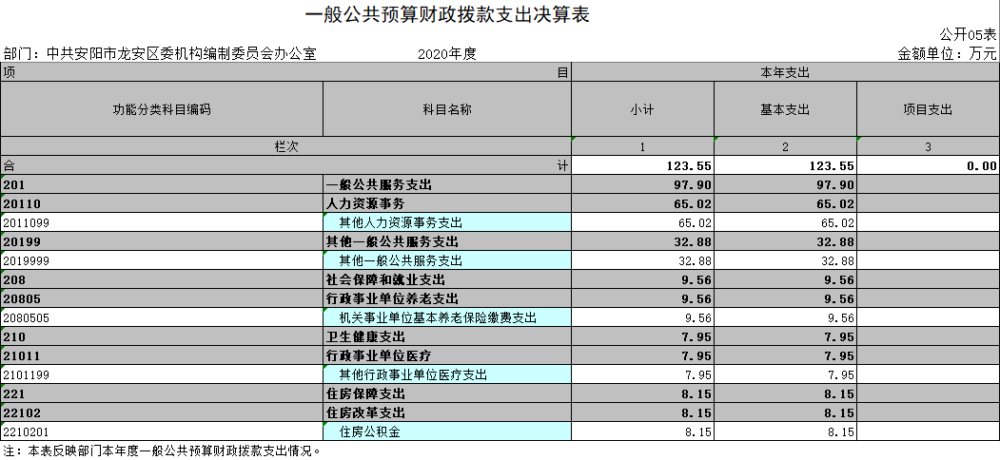 一般公共预算财政拨款支出决算表
公开05表
部门：中共安阳市龙安区委机构编制委员会办公室 2020年度 金额单位：万元
项 目 本年支出
功能分类科目编码 科目名称 小计 基本支出 项目支出
栏次 1 2 3
合 计 123.55 123.55 0.00
201 一般公共服务支出 97.90 97.90
20110 人力资源事务 65.02 65.02
2011099 其他人力资源事务支出 65.02 65.02
20199 其他一般公共服务支出 32.88 32.88
2019999 其他一般公共服务支出 32.88 32.88
208 社会保障和就业支出 9.56 9.56
20805 行政事业单位养老支出 9.56 9.56
2080505 机关事业单位基本养老保险缴费支出 9.56 9.56
210 卫生健康支出 7.95 7.95
21011 行政事业单位医疗 7.95 7.95
2101199 其他行政事业单位医疗支出 7.95 7.95
221 住房保障支出 8.15 8.15
22102 住房改革支出 8.15 8.15
2210201 住房公积金 8.15 8.15
注：本表反映部门本年度一般公共预算财政拨款支出情况。